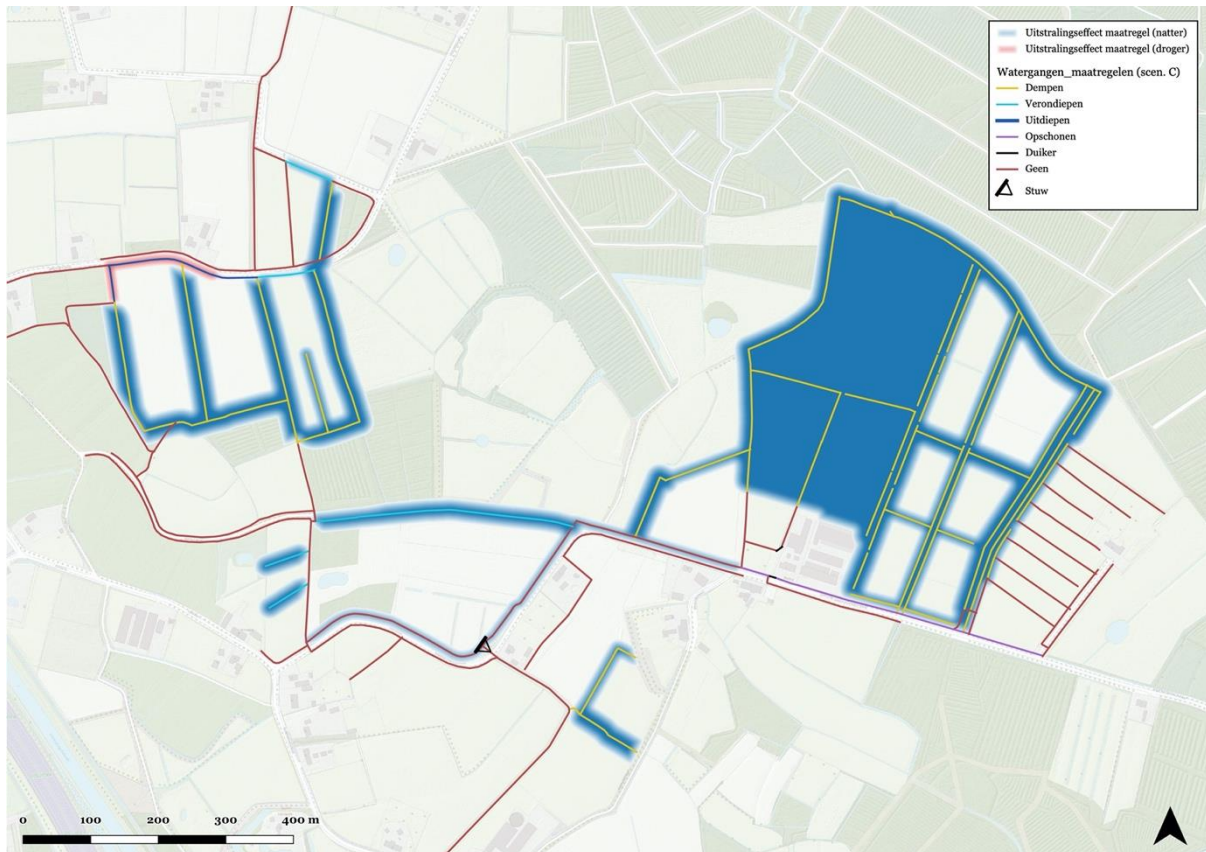 Uitstralingseffect maatregel (natter)
Uitstralingseffect maatregel (droger)
Watergangen_maatregelen (scen. C)
Dempen
Verondiepen
Uitdiepen
Opschonen
Duiker
Geen
Stuw
0 100 200 300 400 m